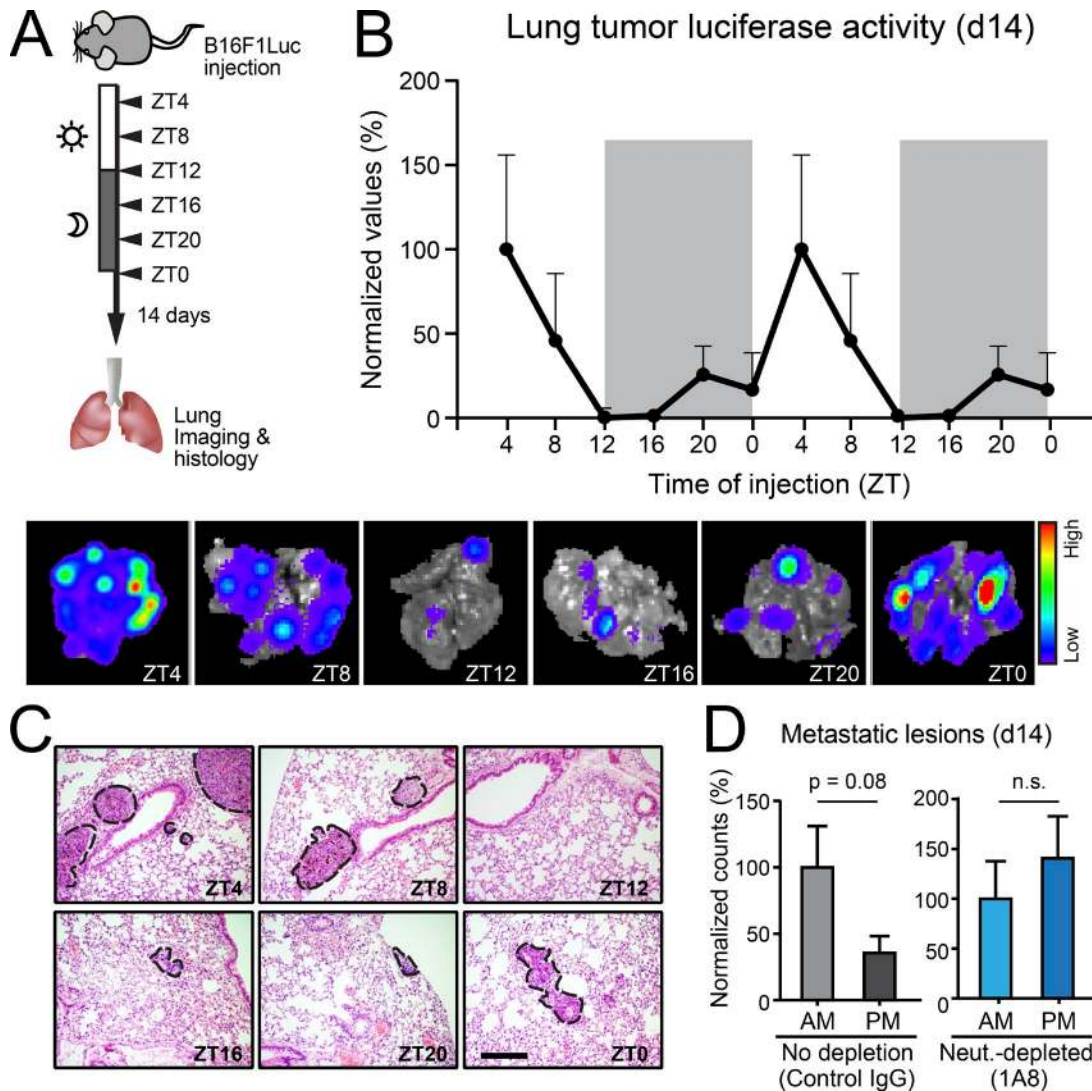 A
B16F1Luc
injection
ZT4
ZT8
ZT12
ZT16
ZT20
ZT0
14 days
Lung
Imaging &
histology
B
Lung tumor luciferase activity (d14)
Normalized values (%)
200
150
100
50
0
4 8 12 16 20 0 4 8 12 16 20 0
Time of injection (ZT)
ZT4 ZT8 ZT12 ZT16 ZT20 ZT0
High
Low
C
ZT4 ZT8 ZT12
ZT16 ZT20 ZT0
D
Metastatic lesions (d14)
Normalized counts (%)
p = 0.08
150
100
50
0
AM PM
No depletion
(Control IgG)
n.s.
200
150
100
50
0
AM PM
Neut.-depleted
(1A8)